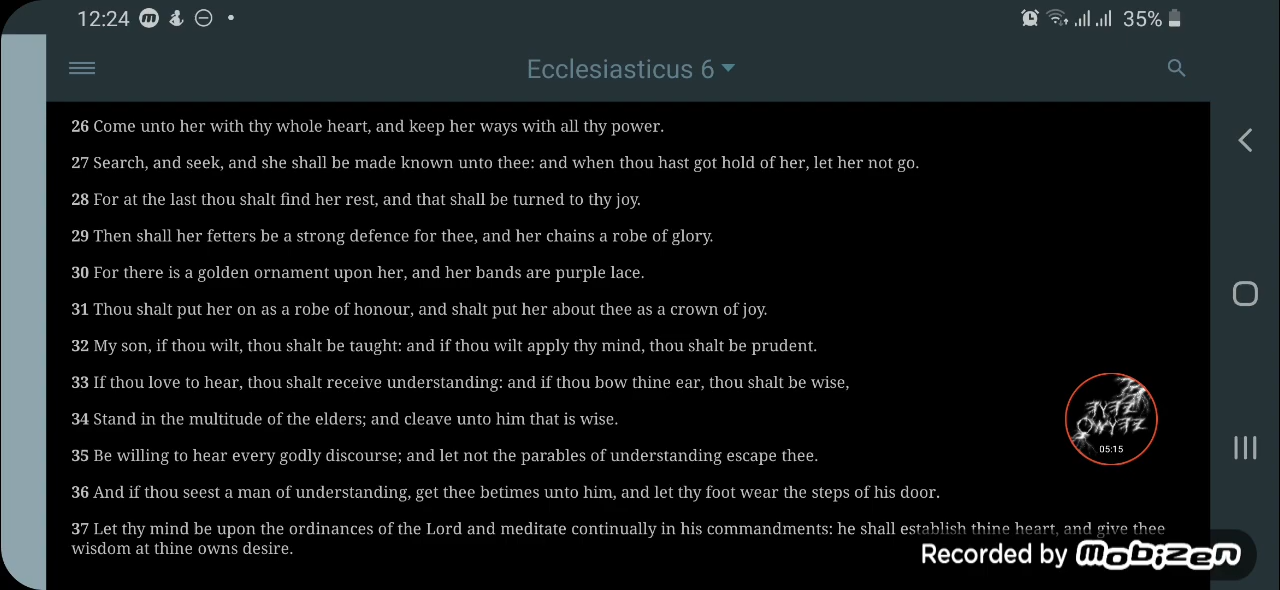 12:24
35%
Ecclesiasticus 6
26 Come unto her with thy whole heart, and keep her ways with all thy power.
27 Search, and seek, and she shall be made known unto thee: and when thou hast got hold of her, let her not go.
28 For at the last thou shalt find her rest, and that shall be turned to thy joy.
29 Then shall her fetters be a strong defence for thee, and her chains a robe of glory.
30 For there is a golden ornament upon her, and her bands are purple lace.
31 Thou shalt put her on as a robe of honour, and shalt put her about thee as a crown of joy.
32 My son, if thou wilt, thou shalt be taught: and if thou wilt apply thy mind, thou shalt be prudent.
33 If thou love to hear, thou shalt receive understanding: and if thou bow thine ear, thou shalt be wise,
34 Stand in the multitude of the elders; and cleave unto him that is wise.
35 Be willing to hear every godly discourse; and let not the parables of understanding escape thee.
36 And if thou seest a man of understanding, get thee betimes unto him, and let thy foot wear the steps of his door.
37 Let thy mind be upon the ordinances of the Lord and meditate continually in his commandments: he shall establish thine heart, and give thee
wisdom at thine owns desire.
05:15
Recorded by mobizen